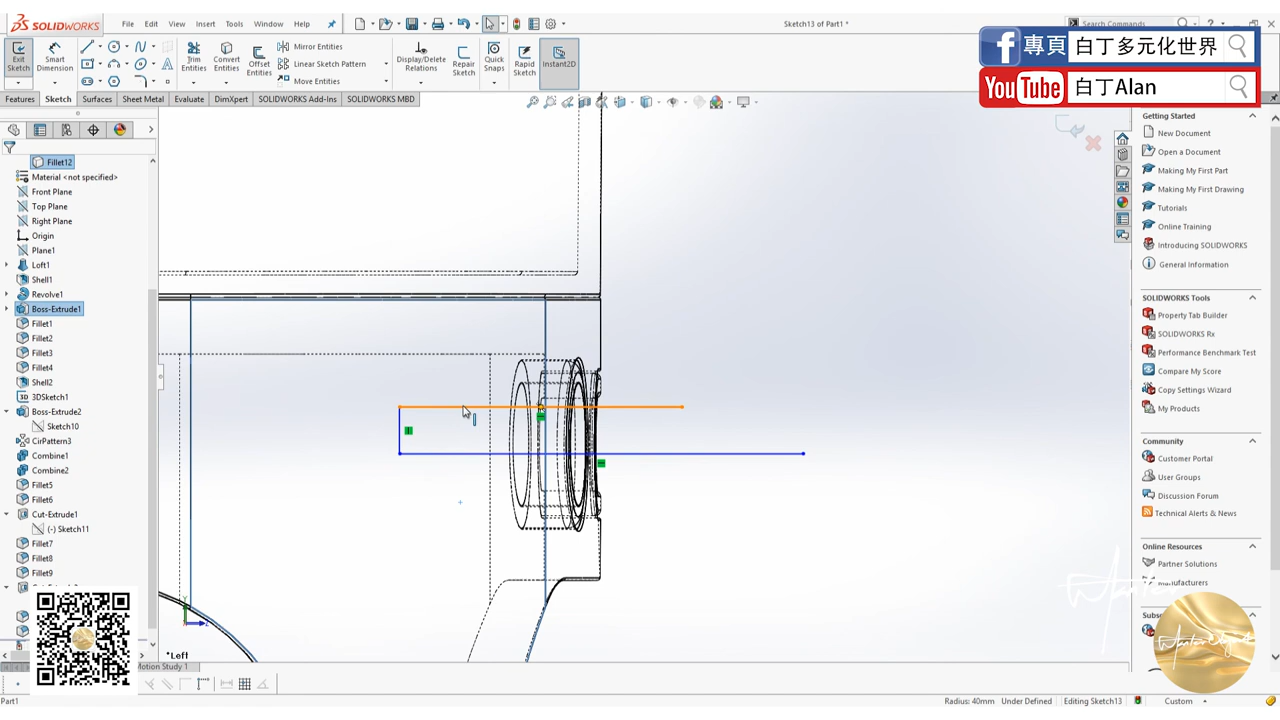 SOLIDWORKS
File
Edit
View
Insert
Tools
Window
Help
Sketch13 of Part1 *
Search Commands
Exit Sketch
Smart Dimension
Trim Entities
Convert Entities
Offset Entities
Mirror Entities
Linear Sketch Pattern
Move Entities
Display/Delete Relations
Repair Sketch
Quick Snaps
Rapid Sketch
Instant2D
專頁
白丁多元化世界
YouTube
白丁Alan
Features
Sketch
Surfaces
Sheet Metal
Evaluate
DimXpert
SOLIDWORKS Add-Ins
SOLIDWORKS MBD
Fillet12
Material <not specified>
Front Plane
Top Plane
Right Plane
Origin
Plane1
Loft1
Shell1
Revolve1
Boss-Extrude1
Fillet1
Fillet2
Fillet3
Fillet4
Shell2
3DSketch1
Boss-Extrude2
Sketch10
CirPattern3
Combine1
Combine2
Fillet5
Fillet6
Cut-Extrude1
(-) Sketch11
Fillet7
Fillet8
Fillet9
*Left
Motion Study 1
Getting Started
New Document
Open a Document
Making My First Part
Making My First Drawing
Tutorials
Online Training
Introducing SOLIDWORKS
General Information
SOLIDWORKS Tools
Property Tab Builder
SOLIDWORKS Rx
Performance Benchmark Test
Compare My Score
Copy Settings Wizard
My Products
Community
Customer Portal
User Groups
Discussion Forum
Technical Alerts & News
Online Resources
Partner Solutions
Manufacturers
Part1
Radius: 40mm
Under Defined
Editing Sketch13
Custom